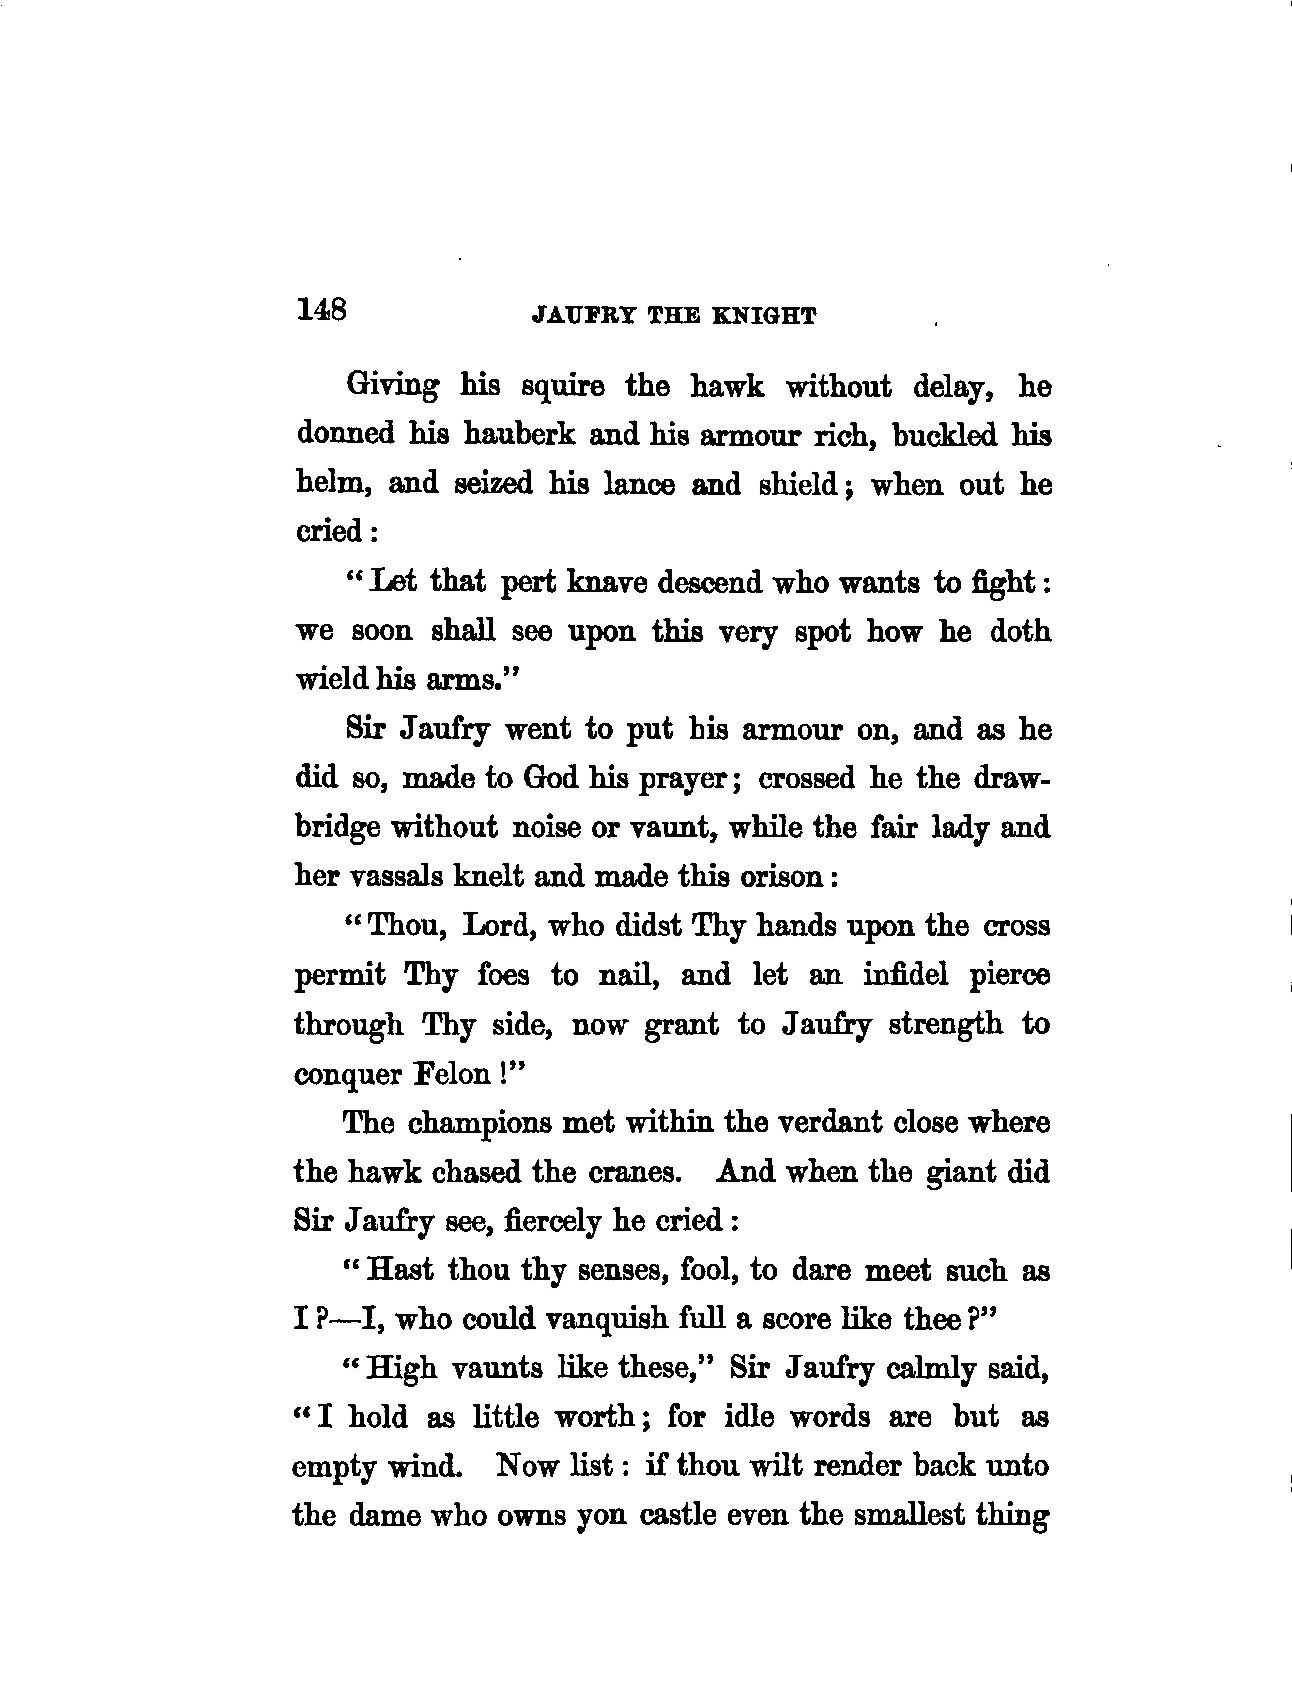 148 JAUFRY THE KNIGHT
Giving his squire the hawk without delay, he
donned his hauberk and his armour rich, buckled his
helm, and seized his lance and shield; when out he
cried:
"Let that pert knave descend who wants to fight:
we soon shall see upon this very spot how he doth
wield his arms."
Sir Jaufry went to put his armour on, and as he
did so, made to God his prayer; crossed he the draw-
bridge without noise or vaunt, while the fair lady and
her vassals knelt and made this orison:
"Thou, Lord, who didst Thy hands upon the cross
permit Thy foes to nail, and let an infidel pierce
through Thy side, now grant to Jaufry strength to
conquer Felon!"
The champions met within the verdant close where
the hawk chased the cranes. And when the giant did
Sir Jaufry see, fiercely he cried:
"Hast thou thy senses, fool, to dare meet such as
I?—I, who could vanquish full a score like thee?"
"High vaunts like these," Sir Jaufry calmly said,
"I hold as little worth; for idle words are but as
empty wind. Now list: if thou wilt render back unto
the dame who owns yon castle even the smallest thing